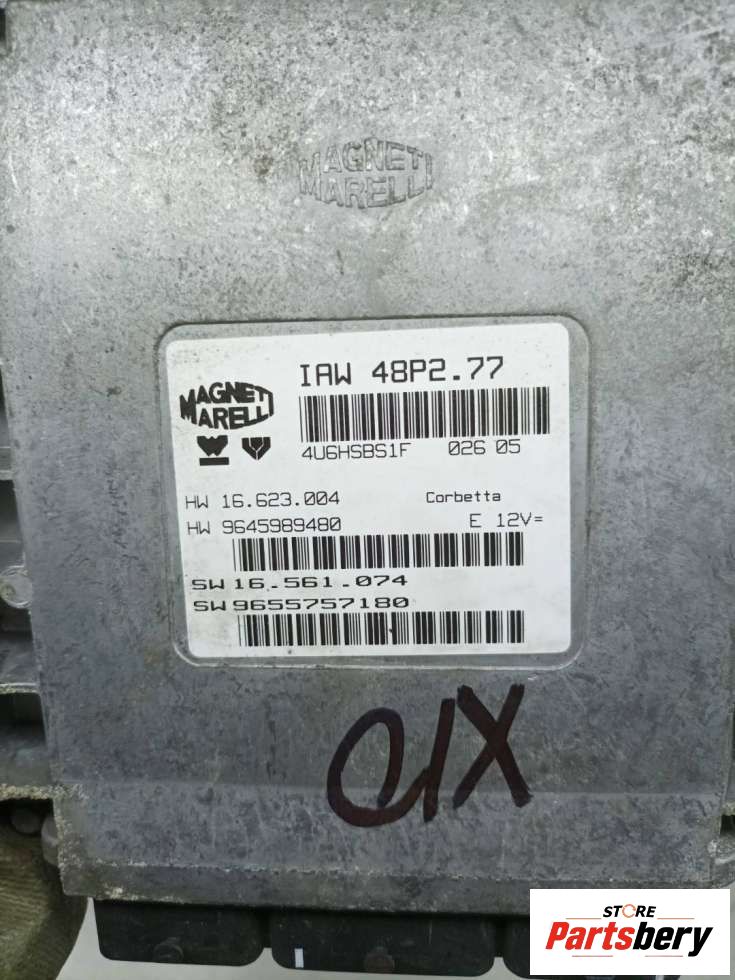 MAGNETI
MARELLI
IAW 48P2.77
MAGNETI
MARELLI
4U6HSBS1F 026 05
HW 16.623.004 Corbetta
HW 9645989480 E 12V=
SW 16.561.074
SW 9655757180
OIX
STORE
Partsbery